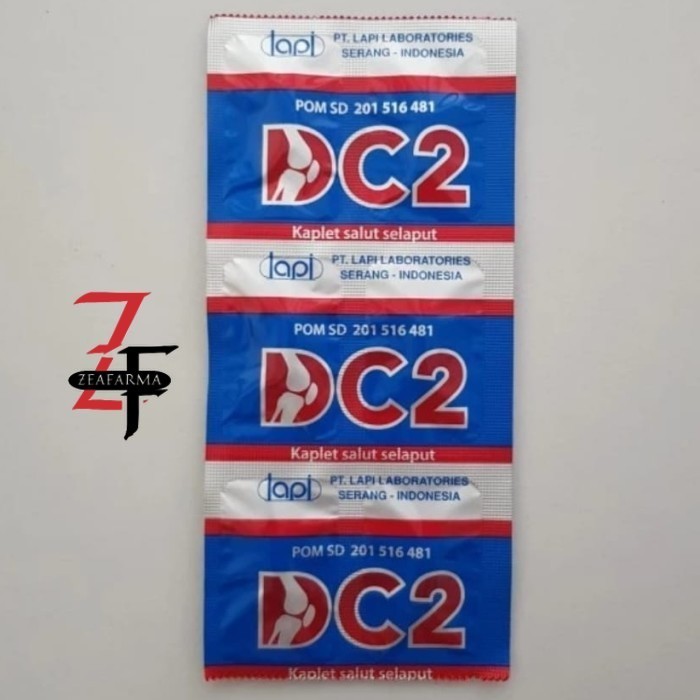 lapi PT. LAPI LABORATORIES
SERANG - INDONESIA
POM SD 201 516 481
DC2
Kaplet salut selaput
lapi PT. LAPI LABORATORIES
SERANG - INDONESIA
POM SD 201 516 481
DC2
Kaplet salut selaput
lapi PT. LAPI LABORATORIES
SERANG - INDONESIA
POM SD 201 516 481
DC2
Kaplet salut selaput
ZF
ZEAFARMA